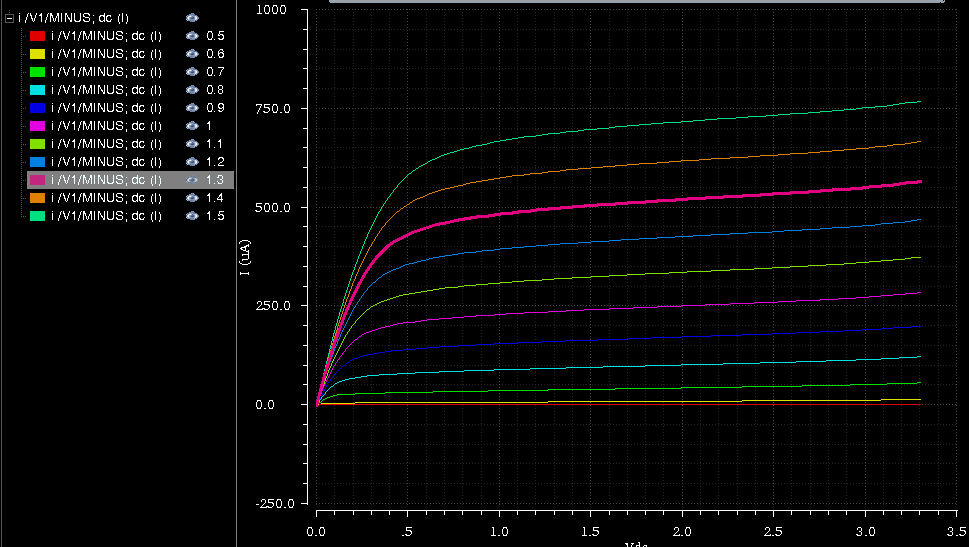 i /V1/MINUS; dc (I)
i /V1/MINUS; dc (I) 0.5
i /V1/MINUS; dc (I) 0.6
i /V1/MINUS; dc (I) 0.7
i /V1/MINUS; dc (I) 0.8
i /V1/MINUS; dc (I) 0.9
i /V1/MINUS; dc (I) 1
i /V1/MINUS; dc (I) 1.1
i /V1/MINUS; dc (I) 1.2
i /V1/MINUS; dc (I) 1.3
i /V1/MINUS; dc (I) 1.4
i /V1/MINUS; dc (I) 1.5
1000
750.0
500.0
250.0
0.0
-250.0
I (uA)
0.0 .5 1.0 1.5 2.0 2.5 3.0 3.5